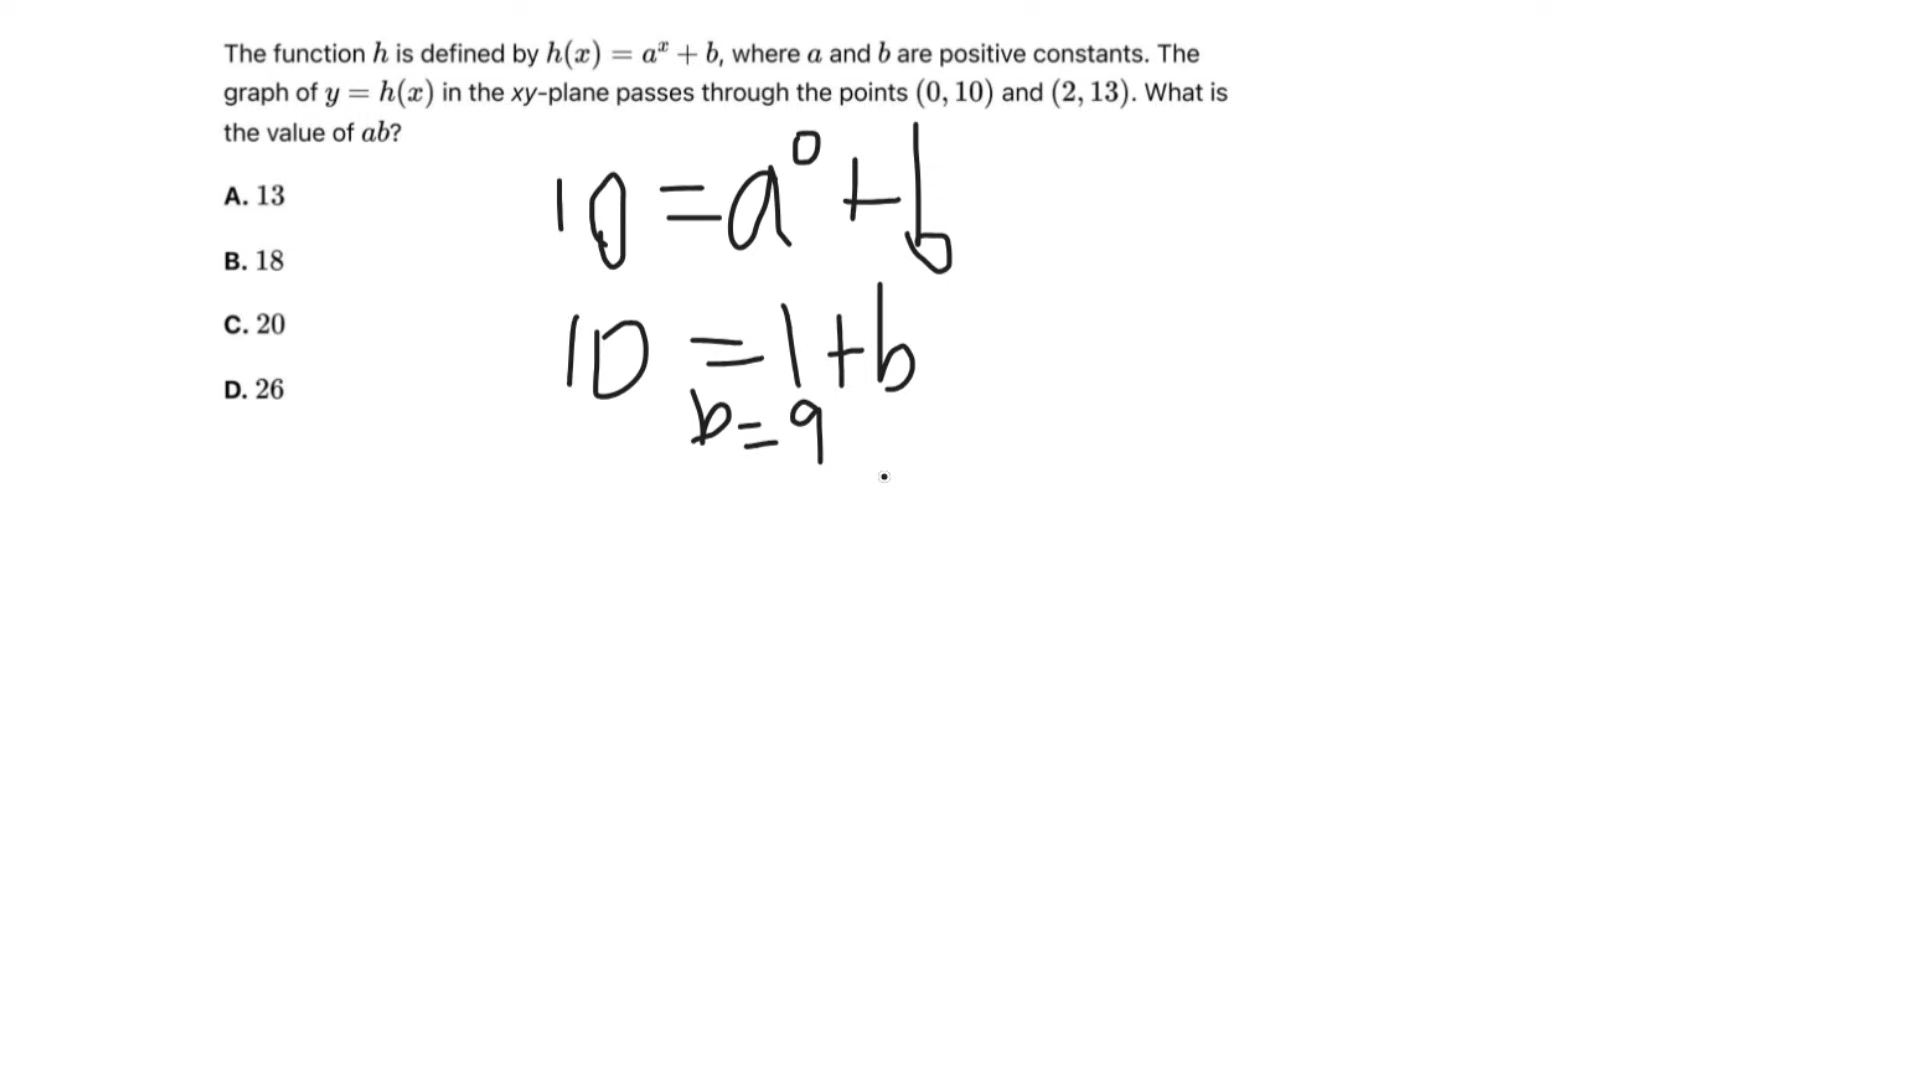 The function h is defined by h(x) = aˣ + b, where a and b are positive constants. The
graph of y = h(x) in the xy-plane passes through the points (0, 10) and (2, 13). What is
the value of ab?
A. 13
B. 18
C. 20
D. 26
10 = a⁰ + b
10 = 1 + b
b = 9